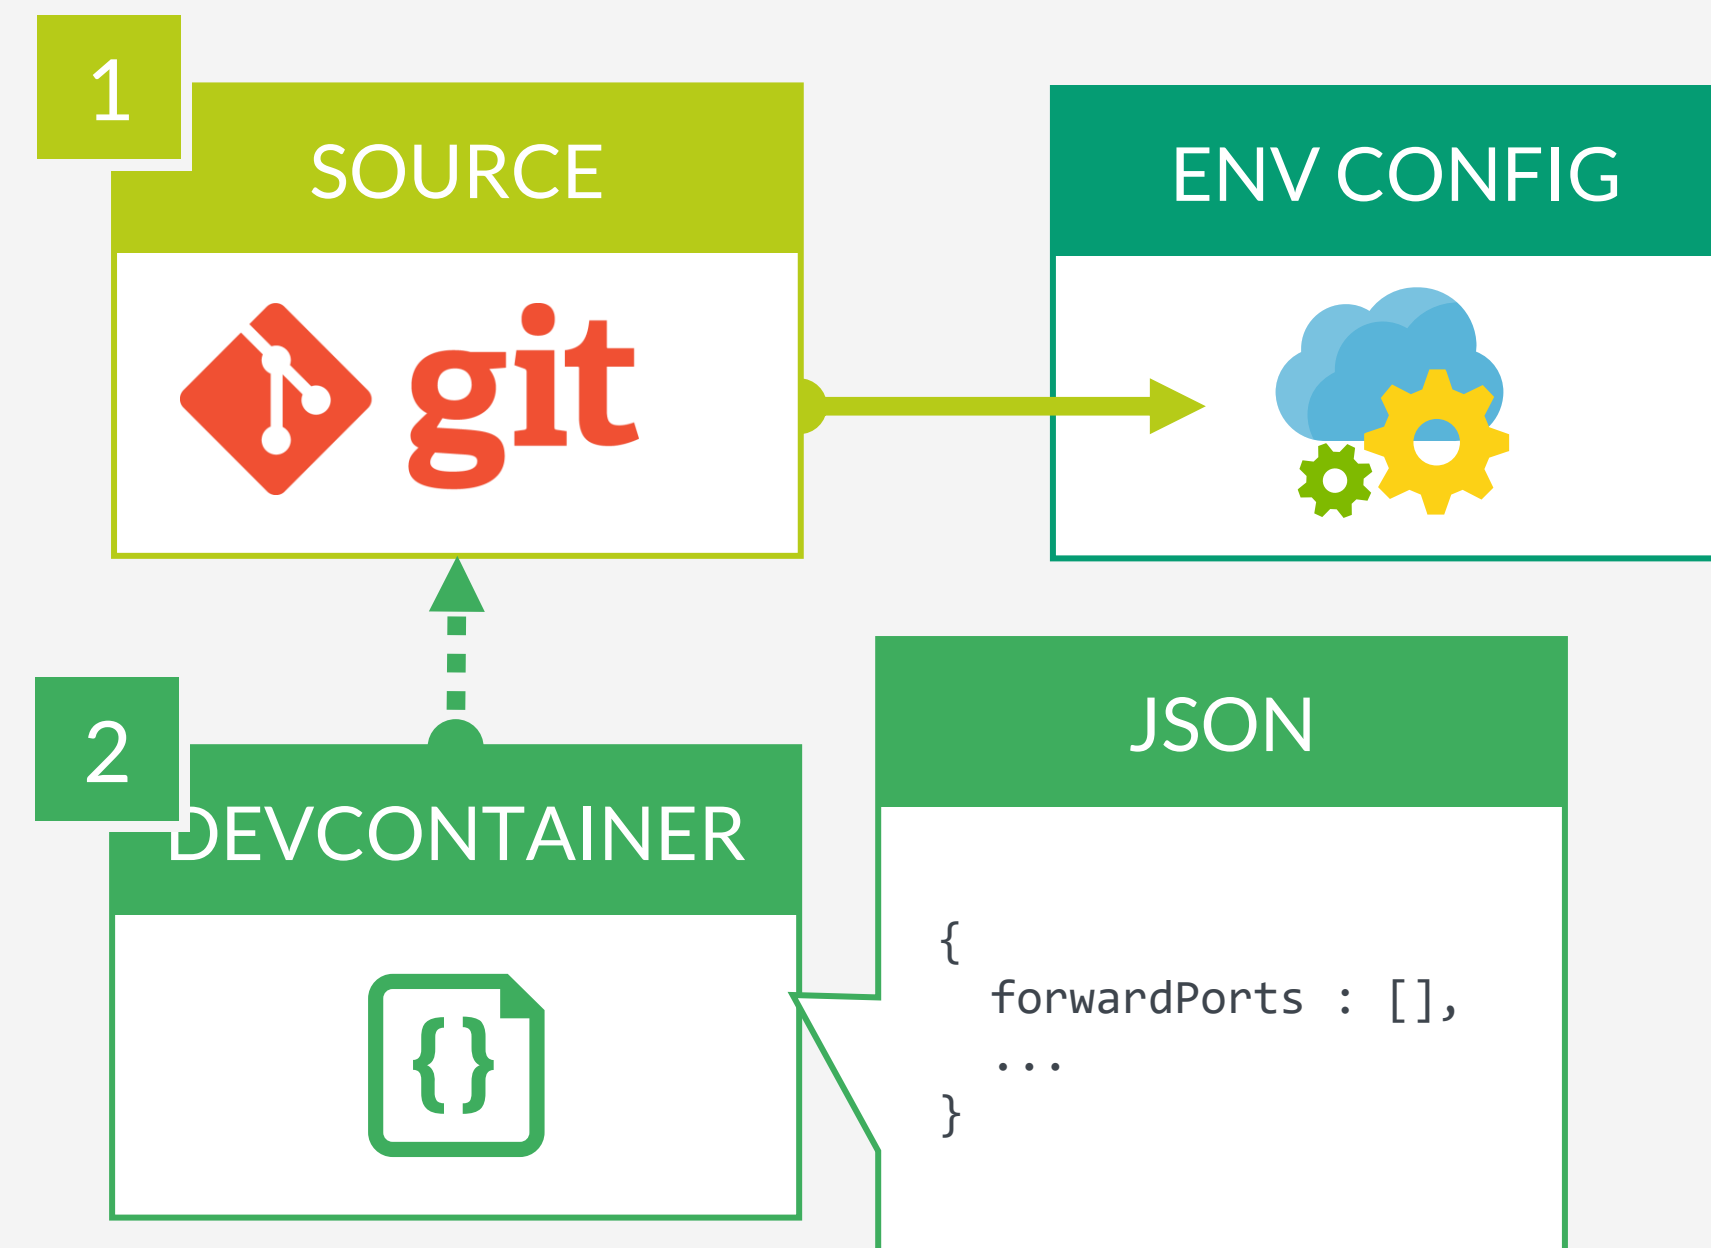 1
SOURCE
git
ENV CONFIG
2
DEVCONTAINER
{}
JSON
{
forwardPorts : [],
...
}